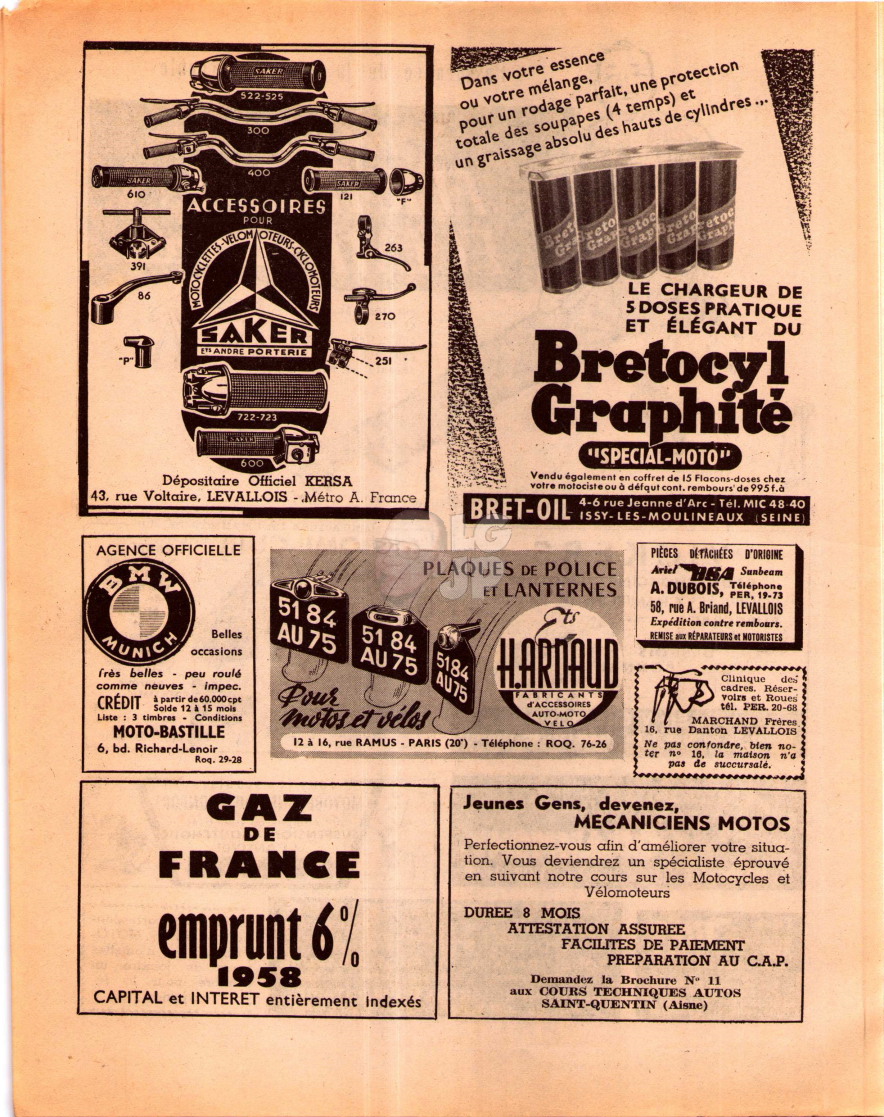 SAKER
522-525
300
400
610
SAKER
SAKER
121
"F"
ACCESSOIRES
POUR
MOTOCYCLETTES-VELOMOTEURS-CYCLOMOTEURS
391
263
86
270
SAKER
ETS ANDRE PORTERIE
"P"
251
722-723
SAKER
600
Dépositaire Officiel KERSA
43, rue Voltaire, LEVALLOIS - Métro A. France
Dans votre essence
ou votre mélange,
pour un rodage parfait, une protection
totale des soupapes (4 temps) et
un graissage absolu des hauts de cylindres ...
LE CHARGEUR DE
5 DOSES PRATIQUE
ET ÉLÉGANT DU
Bretocyl
Graphité
"SPECIAL-MOTO"
Vendu également en coffret de 15 Flacons-doses chez
votre motociste ou à défqut cont. rembours' de 995 f. à
BRET-OIL 4-6 rue Jeanne d'Arc - Tél. MIC 48-40
ISSY-LES-MOULINEAUX (SEINE)
AGENCE OFFICIELLE
BMW
MUNICH
Belles
occasions
très belles - peu roulé
comme neuves - impec.
CRÉDIT à partir de 60,000 cpt
Solde 12 à 15 mois
Liste : 3 timbres - Conditions
MOTO-BASTILLE
6, bd. Richard-Lenoir
Roq. 29-28
PLAQUES DE POLICE
ET LANTERNES
51 84
AU 75
51 84
AU 75
5184
AU75
Ets
H.ARNAUD
FABRICANTS
d'ACCESSOIRES
AUTO-MOTO
VELO
Pour
motos et vélos
12 à 16, rue RAMUS - PARIS (20e) - Téléphone : ROQ. 76-26
PIÈCES DÉTACHÉES D'ORIGINE
Ariel BSA Sunbeam
A. DUBOIS, Téléphone
PER, 19-73
58, rue A. Briand, LEVALLOIS
Expédition contre rembours.
REMISE aux RÉPARATEURS et MOTORISTES
Clinique des
cadres. Réser-
voirs et Roues
tél. PER. 20-68
MARCHAND Frères
16, rue Danton LEVALLOIS
Ne pas confondre, bien no-
ter n° 16, la maison n'a
pas de succursale.
GAZ
DE
FRANCE
emprunt 6%
1958
CAPITAL et INTERET entièrement indexés
Jeunes Gens, devenez,
MECANICIENS MOTOS
Perfectionnez-vous afin d'améliorer votre situa-
tion. Vous deviendrez un spécialiste éprouvé
en suivant notre cours sur les Motocycles et
Vélomoteurs
DUREE 8 MOIS
ATTESTATION ASSUREE
FACILITES DE PAIEMENT
PREPARATION AU C.A.P.
Demandez la Brochure N° 11
aux COURS TECHNIQUES AUTOS
SAINT-QUENTIN (Aisne)